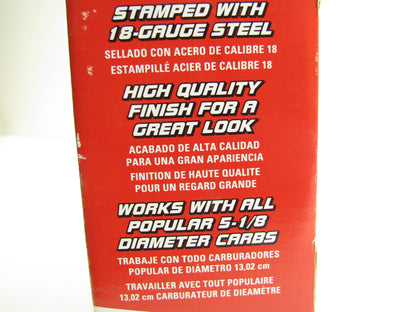 STAMPED WITH
18-GAUGE STEEL
SELLADO CON ACERO DE CALIBRE 18
ESTAMPILLÉ ACIER DE CALIBRE 18
HIGH QUALITY
FINISH FOR A
GREAT LOOK
ACABADO DE ALTA CALIDAD
PARA UNA GRAN APARIENCIA
FINITION DE HAUTE QUALITE
POUR UN REGARD GRANDE
WORKS WITH ALL
POPULAR 5-1/8
DIAMETER CARBS
TRABAJE CON TODO CARBURADORES
POPULAR DE DIÁMETRO 13,02 cm
TRAVAILLER AVEC TOUT POPULAIRE
13,02 cm CARBURATEUR DE DIEAMÉTRE